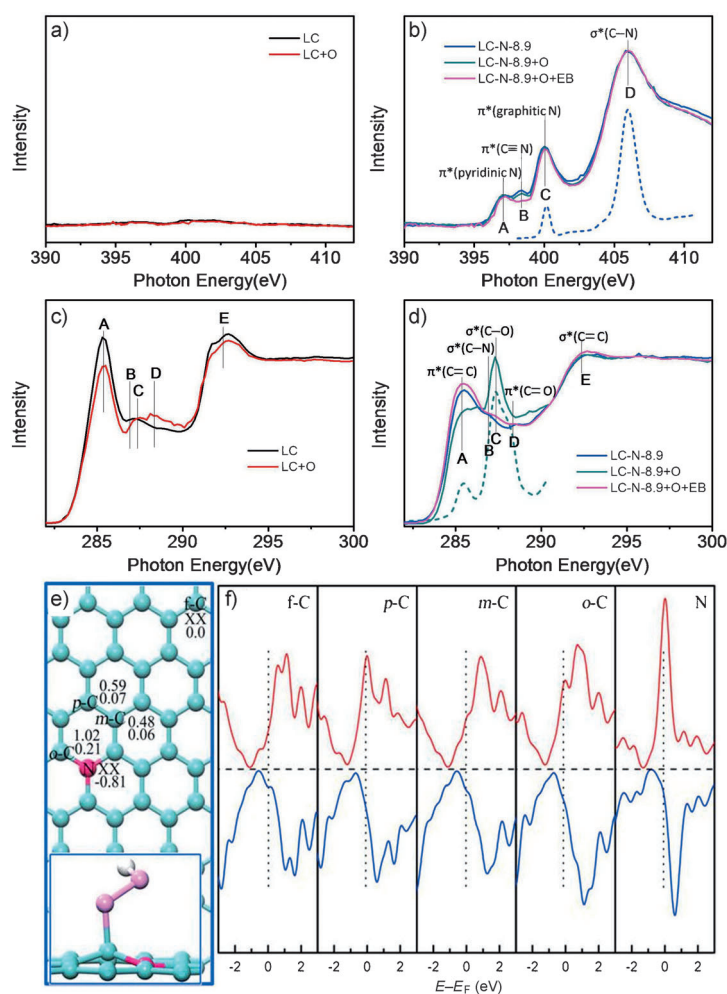 a)
LC
LC+O
Intensity
390 395 400 405 410
Photon Energy(eV)
b)
σ*(C–N)
LC-N-8.9
LC-N-8.9+O
LC-N-8.9+O+EB
D
π*(graphitic N)
π*(C≡N)
π*(pyridinic N)
C
B
A
Intensity
390 395 400 405 410
Photon Energy(eV)
c)
A
E
B
C
D
LC
LC+O
Intensity
285 290 295 300
Photon Energy(eV)
d)
σ*(C–O)
σ*(C–N)
σ*(C=C)
π*(C=C)
π*(C=O)
E
A
B
C
D
LC-N-8.9
LC-N-8.9+O
LC-N-8.9+O+EB
Intensity
285 290 295 300
Photon Energy(eV)
e)
f-C
XX
0.0
0.59
0.07
p-C
m-C
0.48
0.06
1.02
0.21
o-C
N
XX
-0.81
f)
f-C
p-C
m-C
o-C
N
-2 0 2 -2 0 2 -2 0 2 -2 0 2 -2 0 2
E–EF (eV)